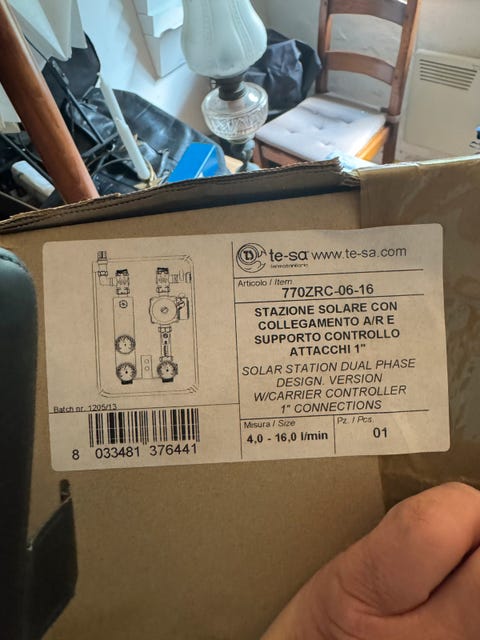 te-sa www.te-sa.com
Articolo / Item
770ZRC-06-16
STAZIONE SOLARE CON
COLLEGAMENTO A/R E
SUPPORTO CONTROLLO
ATTACCHI 1"
SOLAR STATION DUAL PHASE
DESIGN. VERSION
W/CARRIER CONTROLLER
1" CONNECTIONS
Batch nr. 1205/13
8 033481 376441
Misura / Size
4,0 - 16,0 l/min
Pz. / Pcs.
01